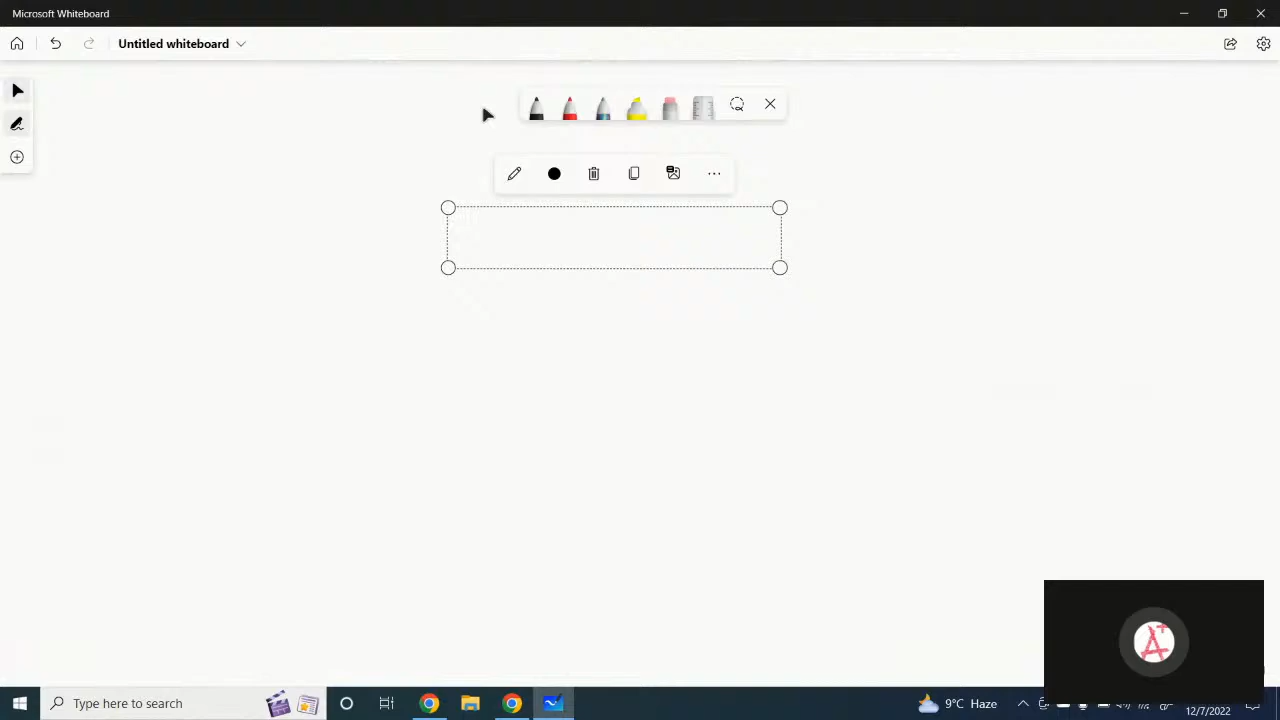 Microsoft Whiteboard
Untitled whiteboard
A+
Type here to search
9°C Haze
12/7/2022